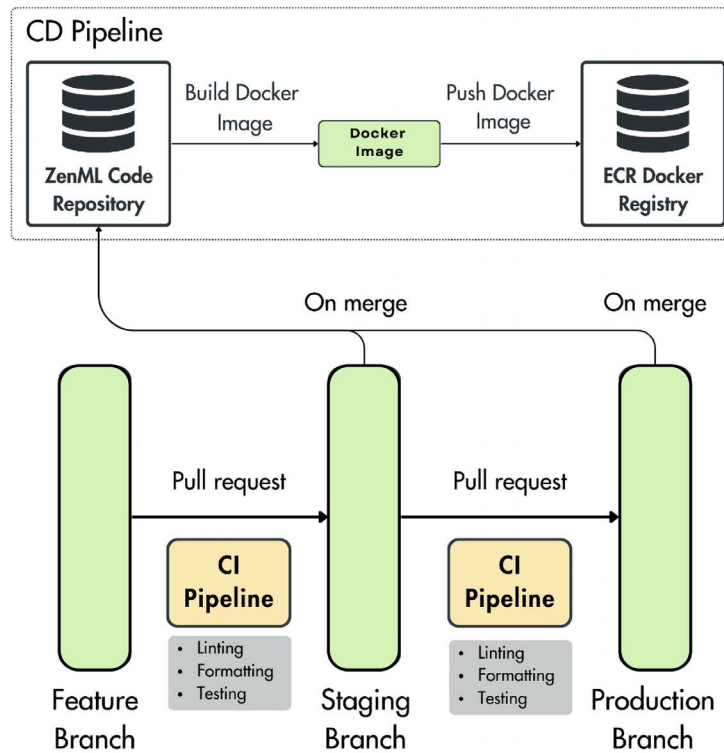 CD Pipeline
ZenML Code
Repository
Build Docker
Image
Docker
Image
Push Docker
Image
ECR Docker
Registry
On merge
On merge
Pull request
Pull request
CI
Pipeline
• Linting
• Formatting
• Testing
CI
Pipeline
• Linting
• Formatting
• Testing
Feature
Branch
Staging
Branch
Production
Branch